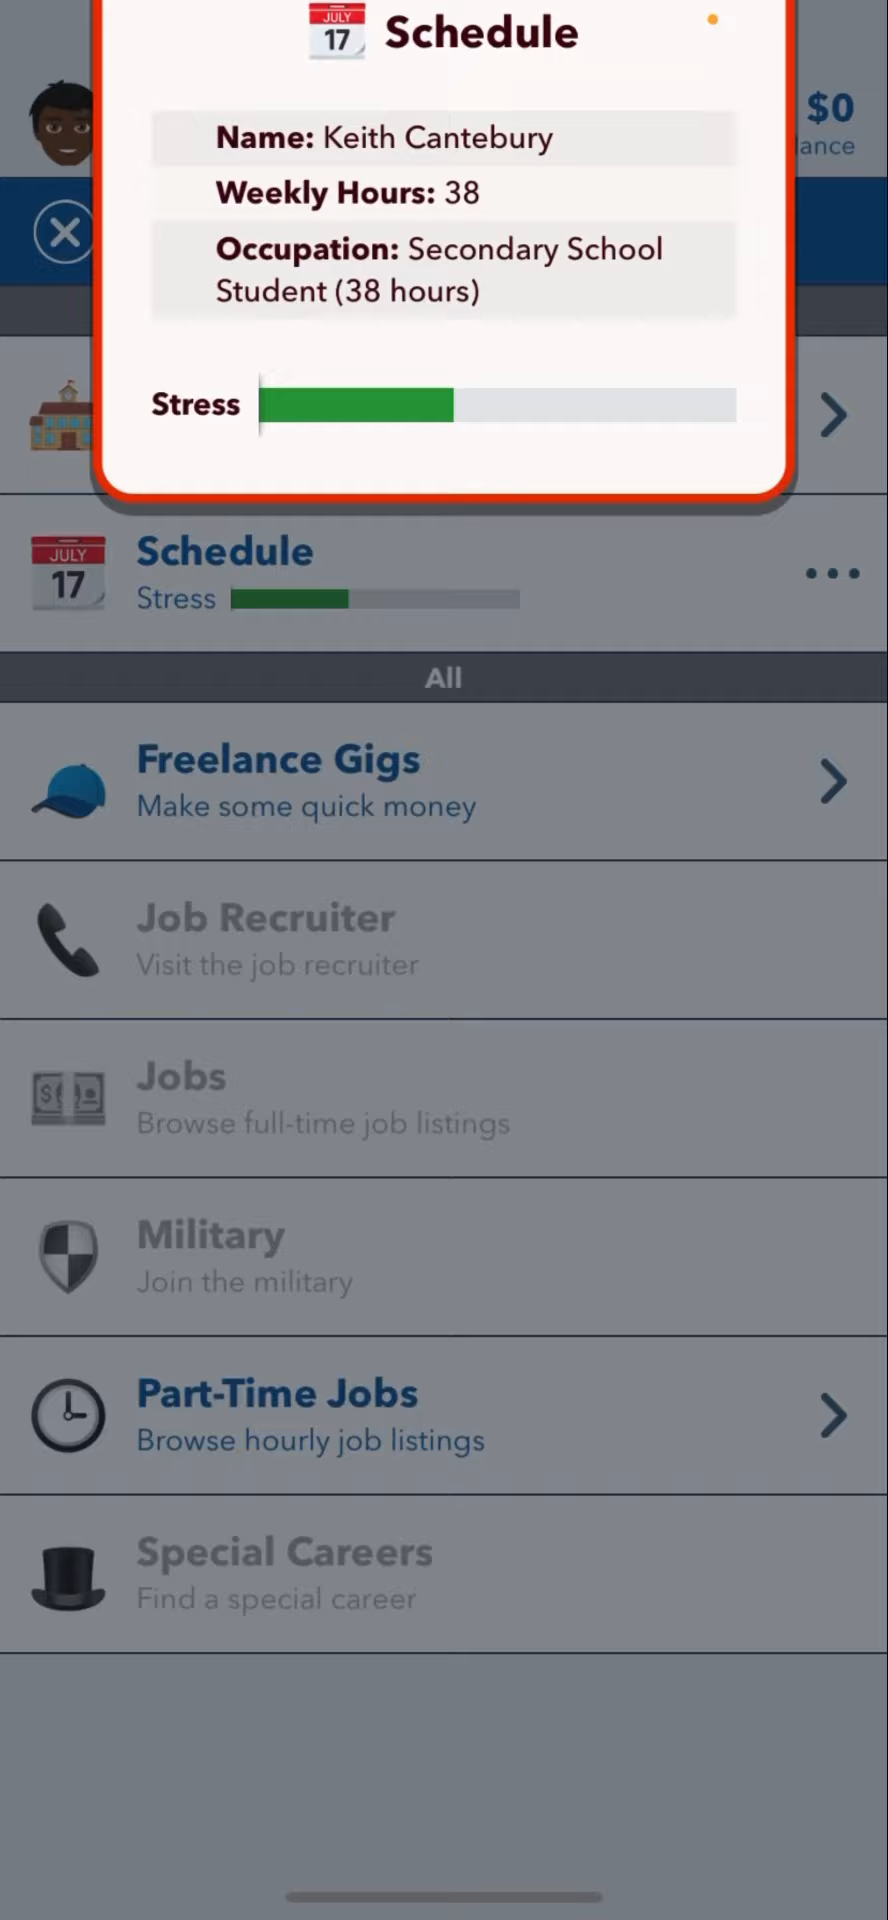 JULY
17
Schedule
$0
lance
Name: Keith Cantebury
Weekly Hours: 38
Occupation: Secondary School
Student (38 hours)
Stress
JULY
17
Schedule
Stress
All
Freelance Gigs
Make some quick money
Job Recruiter
Visit the job recruiter
Jobs
Browse full-time job listings
Military
Join the military
Part-Time Jobs
Browse hourly job listings
Special Careers
Find a special career